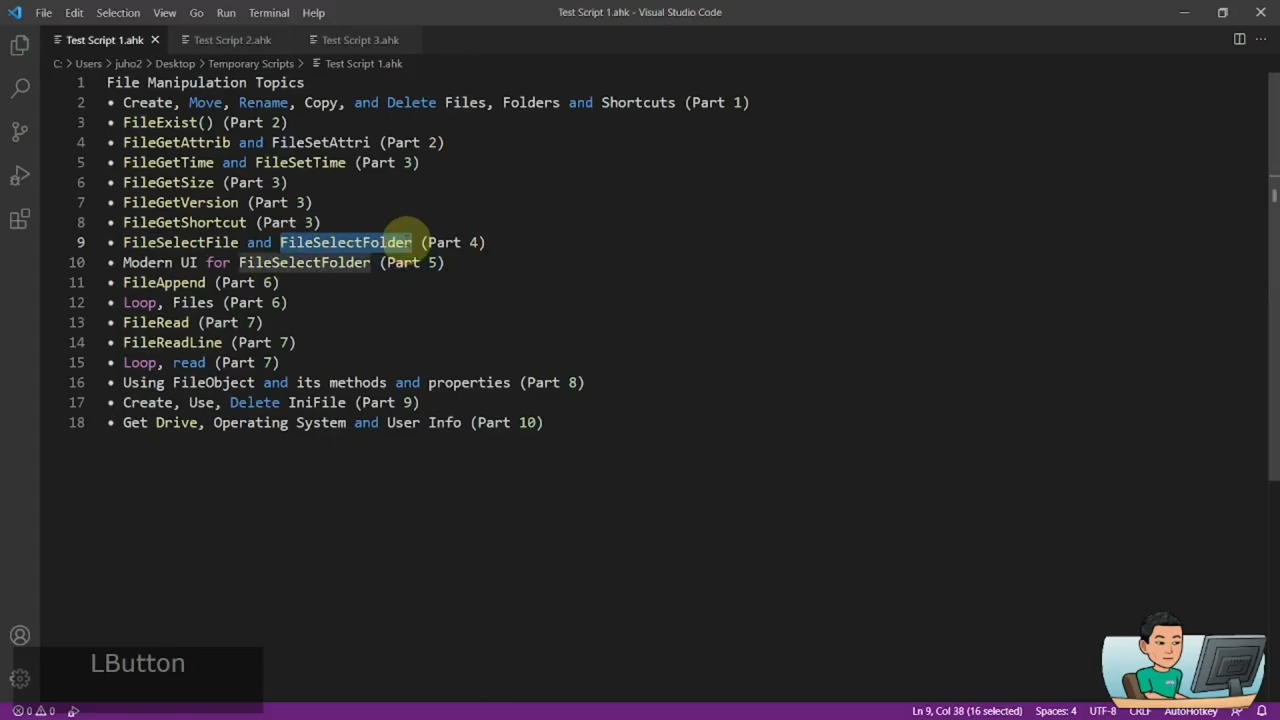 File Edit Selection View Go Run Terminal Help Test Script 1.ahk - Visual Studio Code
Test Script 1.ahk Test Script 2.ahk Test Script 3.ahk
C: > Users > juho2 > Desktop > Temporary Scripts > Test Script 1.ahk
1 File Manipulation Topics
2 • Create, Move, Rename, Copy, and Delete Files, Folders and Shortcuts (Part 1)
3 • FileExist() (Part 2)
4 • FileGetAttrib and FileSetAttri (Part 2)
5 • FileGetTime and FileSetTime (Part 3)
6 • FileGetSize (Part 3)
7 • FileGetVersion (Part 3)
8 • FileGetShortcut (Part 3)
9 • FileSelectFile and FileSelectFolder (Part 4)
10 • Modern UI for FileSelectFolder (Part 5)
11 • FileAppend (Part 6)
12 • Loop, Files (Part 6)
13 • FileRead (Part 7)
14 • FileReadLine (Part 7)
15 • Loop, read (Part 7)
16 • Using FileObject and its methods and properties (Part 8)
17 • Create, Use, Delete IniFile (Part 9)
18 • Get Drive, Operating System and User Info (Part 10)
LButton
0 0 Ln 9, Col 38 (16 selected) Spaces: 4 UTF-8 CRLF AutoHotkey